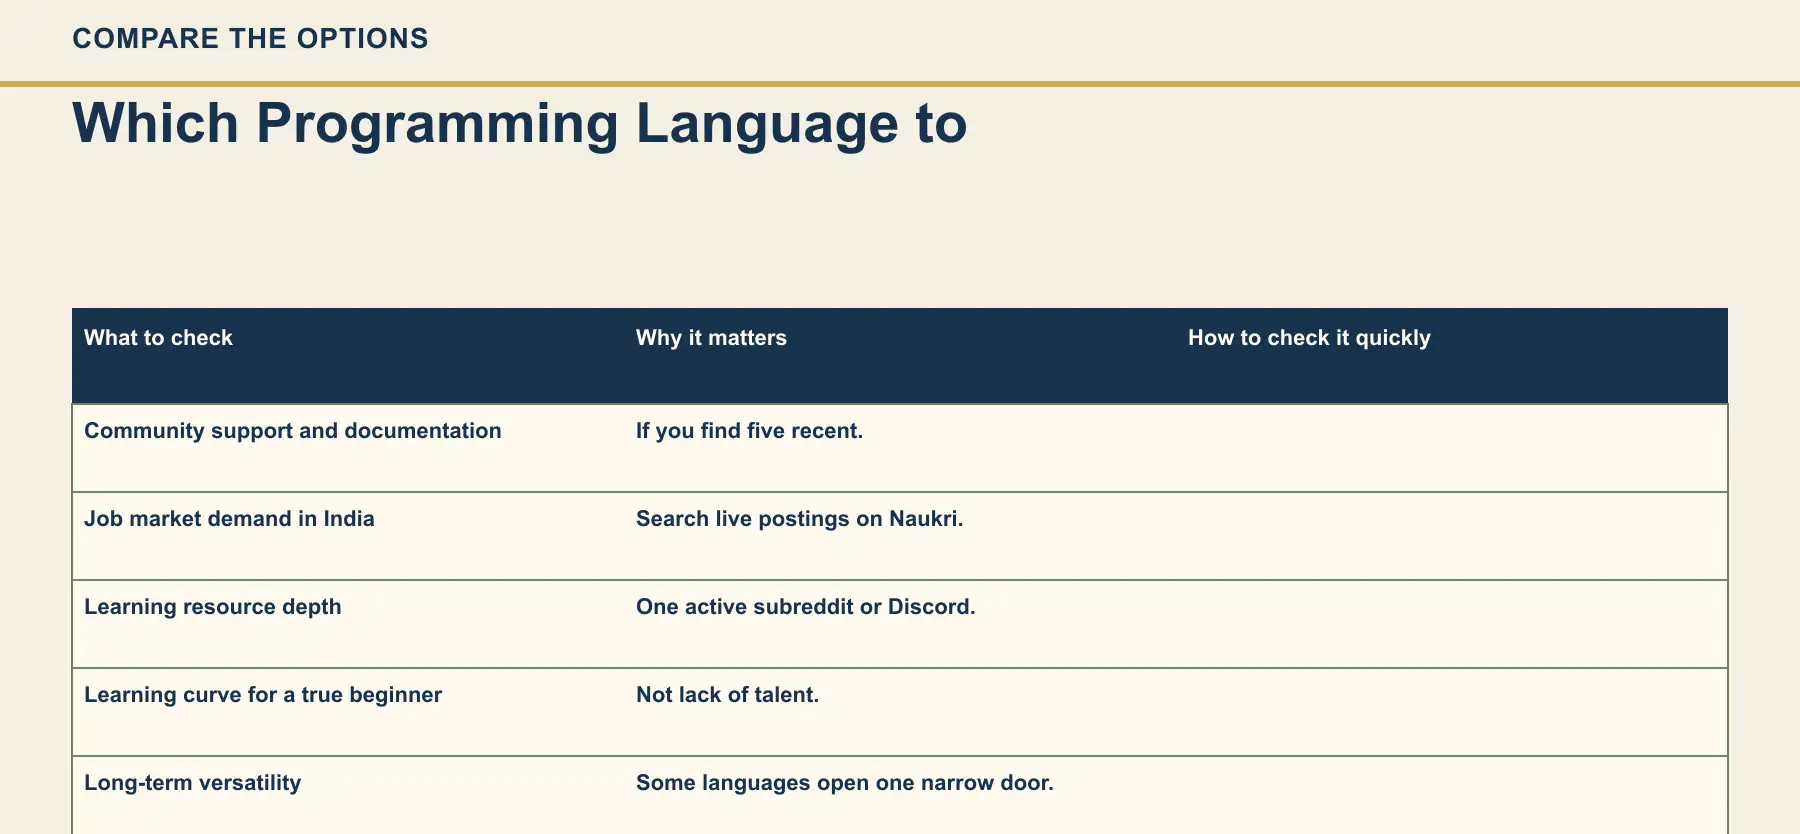 COMPARE THE OPTIONS
Which Programming Language to
What to check Why it matters How to check it quickly
Community support and documentation If you find five recent.
Job market demand in India Search live postings on Naukri.
Learning resource depth One active subreddit or Discord.
Learning curve for a true beginner Not lack of talent.
Long-term versatility Some languages open one narrow door.